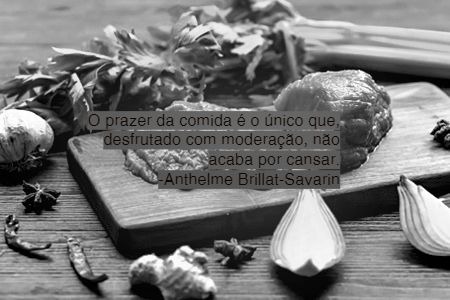 O prazer da comida é o único que,
desfrutado com moderação, não
acaba por cansar.
Anthelme Brillat-Savarin